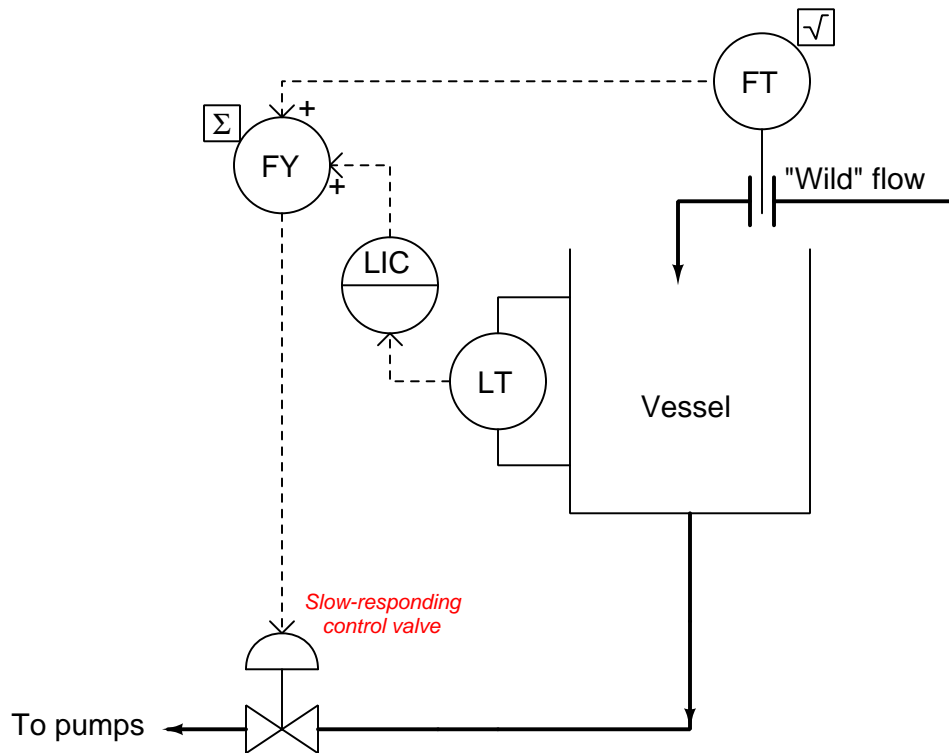 √
FT
+
Σ
FY
+
"Wild" flow
LIC
LT
Vessel
Slow-responding
control valve
To pumps